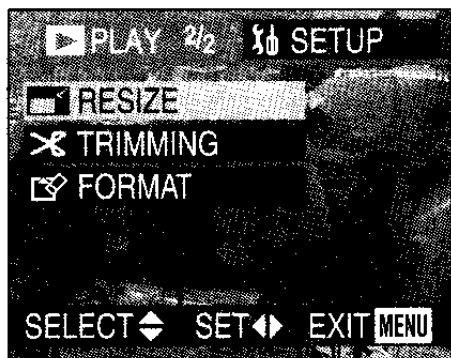 PLAY 2/2 SETUP
RESIZE
TRIMMING
FORMAT
SELECT SET EXIT MENU